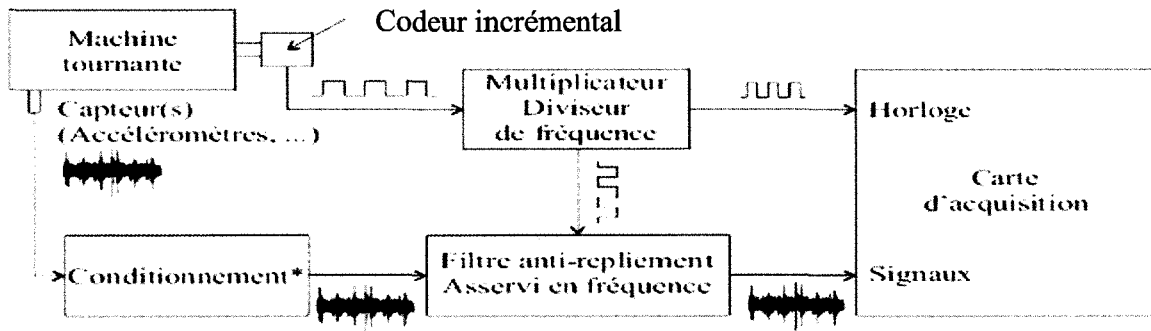 Codeur incrémental
Machine
tournante
Capteur(s)
(Accéléromètres, ...)
Multiplicateur
Diviseur
de fréquence
Horloge
Carte
d'acquisition
Conditionnement*
Filtre anti-repliement
Asservi en fréquence
Signaux